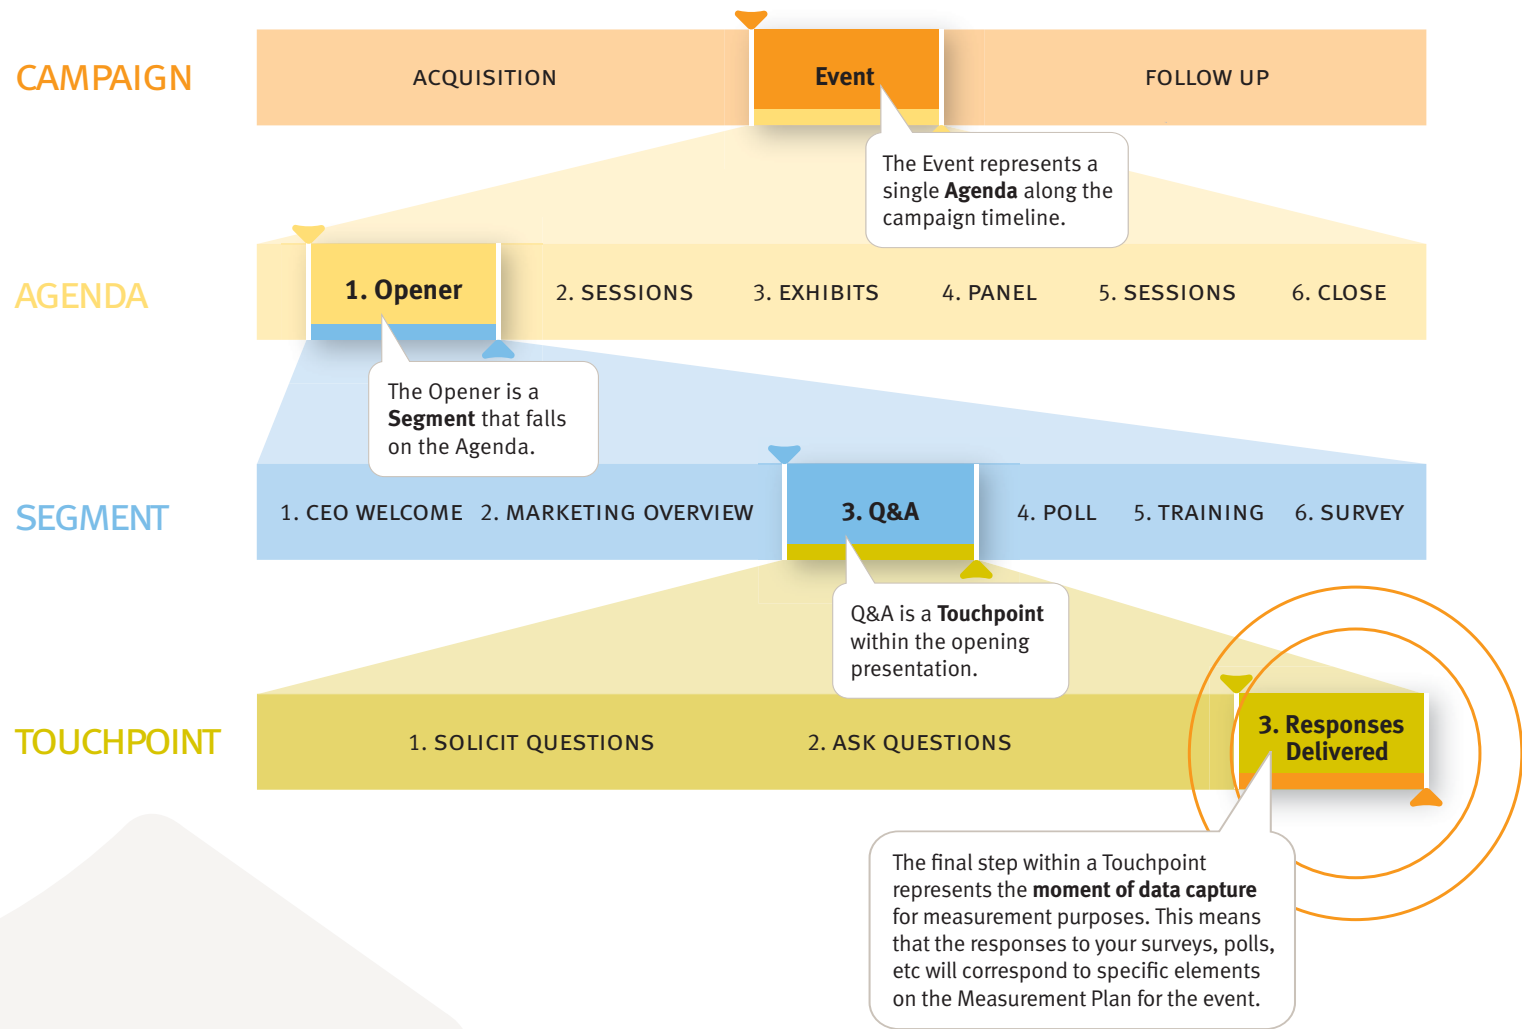 CAMPAIGN
ACQUISITION
Event
FOLLOW UP
The Event represents a
single Agenda along the
campaign timeline.
AGENDA
1. Opener
2. SESSIONS
3. EXHIBITS
4. PANEL
5. SESSIONS
6. CLOSE
The Opener is a
Segment that falls
on the Agenda.
SEGMENT
1. CEO WELCOME
2. MARKETING OVERVIEW
3. Q&A
4. POLL
5. TRAINING
6. SURVEY
Q&A is a Touchpoint
within the opening
presentation.
TOUCHPOINT
1. SOLICIT QUESTIONS
2. ASK QUESTIONS
3. Responses
Delivered
The final step within a Touchpoint
represents the moment of data capture
for measurement purposes. This means
that the responses to your surveys, polls,
etc will correspond to specific elements
on the Measurement Plan for the event.